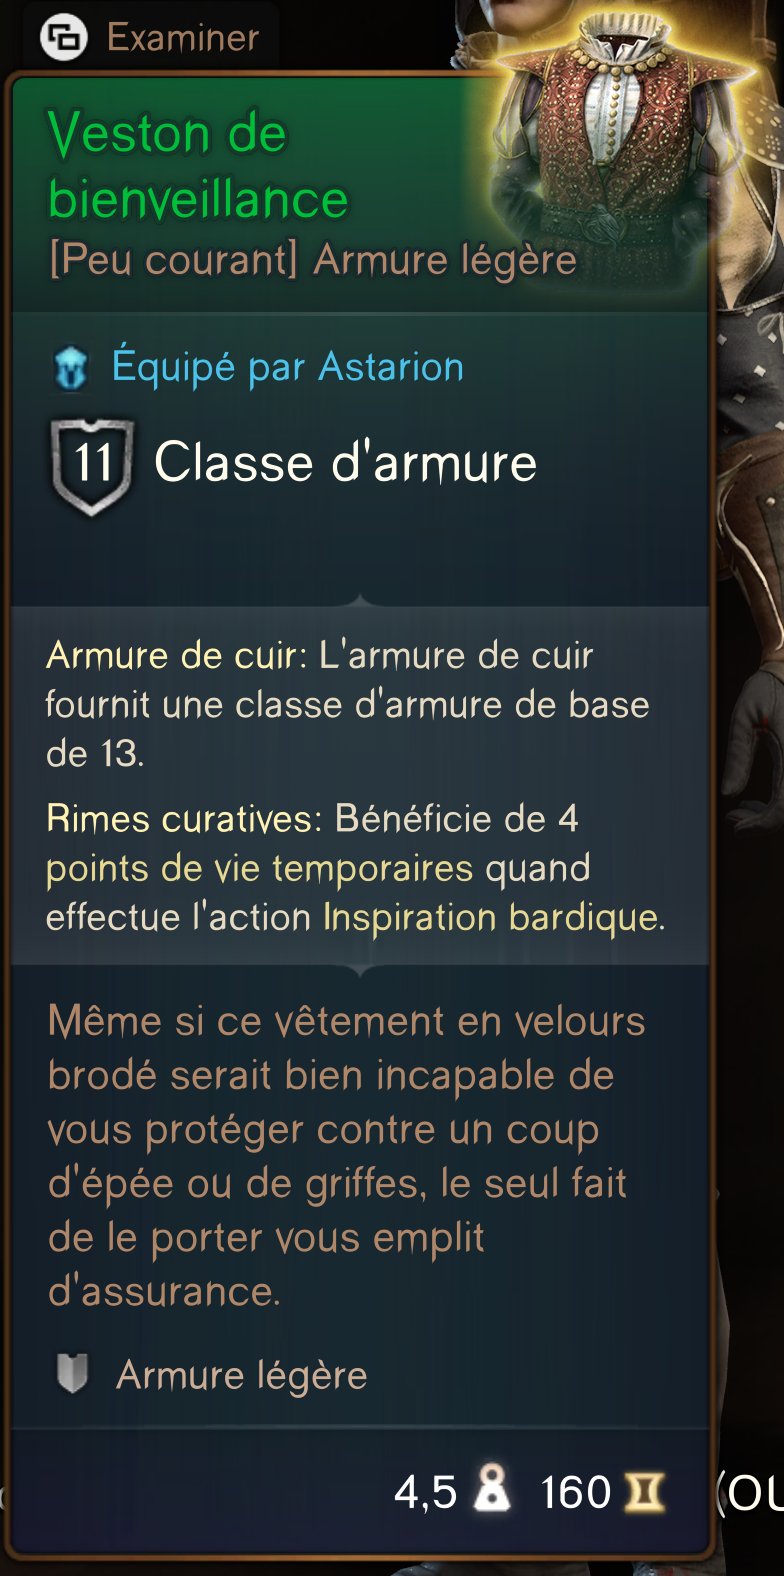 Examiner
Veston de
bienveillance
[Peu courant] Armure légère
Équipé par Astarion
11 Classe d'armure
Armure de cuir: L'armure de cuir
fournit une classe d'armure de base
de 13.
Rimes curatives: Bénéficie de 4
points de vie temporaires quand
effectue l'action Inspiration bardique.
Même si ce vêtement en velours
brodé serait bien incapable de
vous protéger contre un coup
d'épée ou de griffes, le seul fait
de le porter vous emplit
d'assurance.
Armure légère
4,5 160